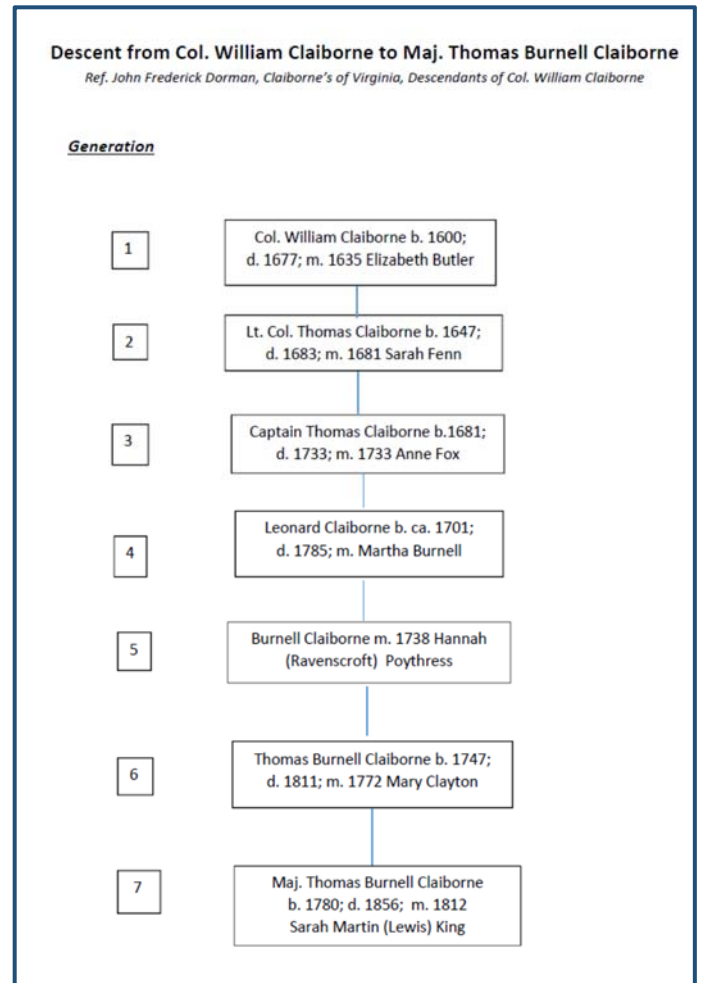 Descent from Col. William Claiborne to Maj. Thomas Burnell Claiborne
Ref. John Frederick Dorman, Claiborne's of Virginia, Descendants of Col. William Claiborne
Generation
1
Col. William Claiborne b. 1600;
d. 1677; m. 1635 Elizabeth Butler
2
Lt. Col. Thomas Claiborne b. 1647;
d. 1683; m. 1681 Sarah Fenn
3
Captain Thomas Claiborne b.1681;
d. 1733; m. 1733 Anne Fox
4
Leonard Claiborne b. ca. 1701;
d. 1785; m. Martha Burnell
5
Burnell Claiborne m. 1738 Hannah
(Ravenscroft) Poythress
6
Thomas Burnell Claiborne b. 1747;
d. 1811; m. 1772 Mary Clayton
7
Maj. Thomas Burnell Claiborne
b. 1780; d. 1856; m. 1812
Sarah Martin (Lewis) King